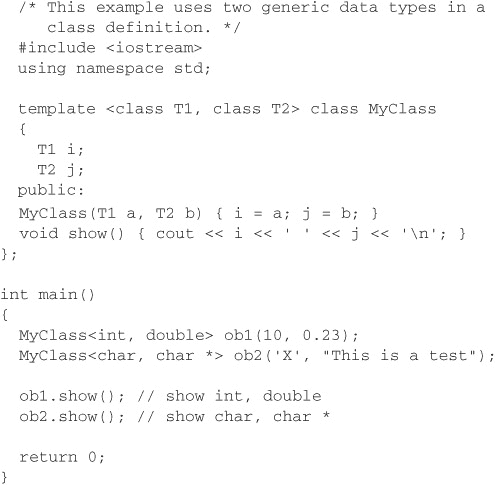 /* This example uses two generic data types in a
class definition. */
#include <iostream>
using namespace std;
template <class T1, class T2> class MyClass
{
T1 i;
T2 j;
public:
MyClass(T1 a, T2 b) { i = a; j = b; }
void show() { cout << i << ' ' << j << '\n'; }
};
int main()
{
MyClass<int, double> ob1(10, 0.23);
MyClass<char, char *> ob2('X', "This is a test");
ob1.show(); // show int, double
ob2.show(); // show char, char *
return 0;
}